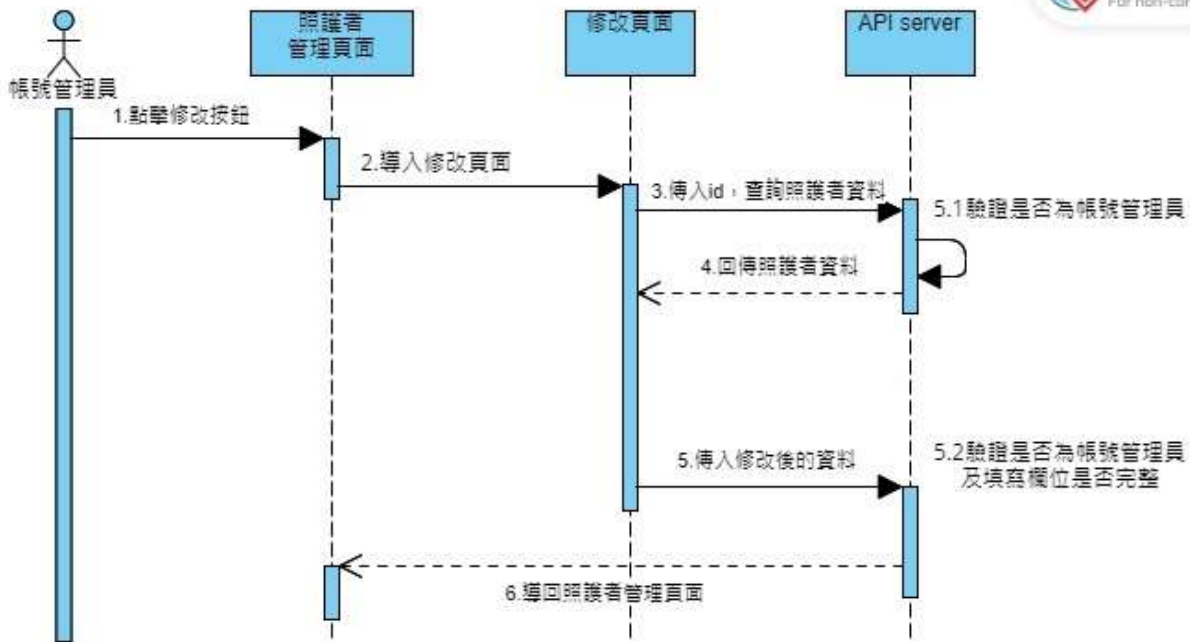 For non-com
照護者
管理頁面
修改頁面
API server
帳號管理員
1.點擊修改按鈕
2.導入修改頁面
3.傳入id，查詢照護者資料
5.1驗證是否為帳號管理員
4.回傳照護者資料
5.傳入修改後的資料
5.2驗證是否為帳號管理員
及填寫欄位是否完整
6.導回照護者管理頁面